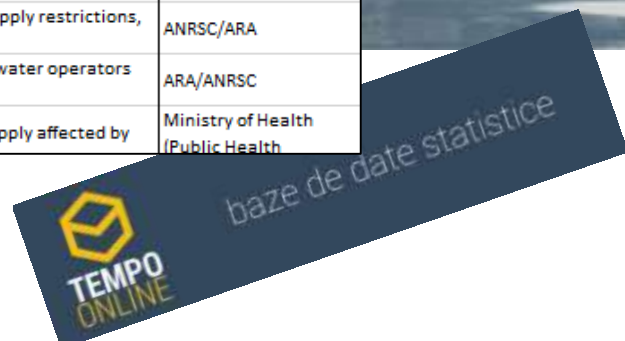 pply restrictions,
ANRSC/ARA
water operators
ARA/ANRSC
pply affected by
Ministry of Health
(Public Health
baze de date statistice
TEMPO
ONLINE